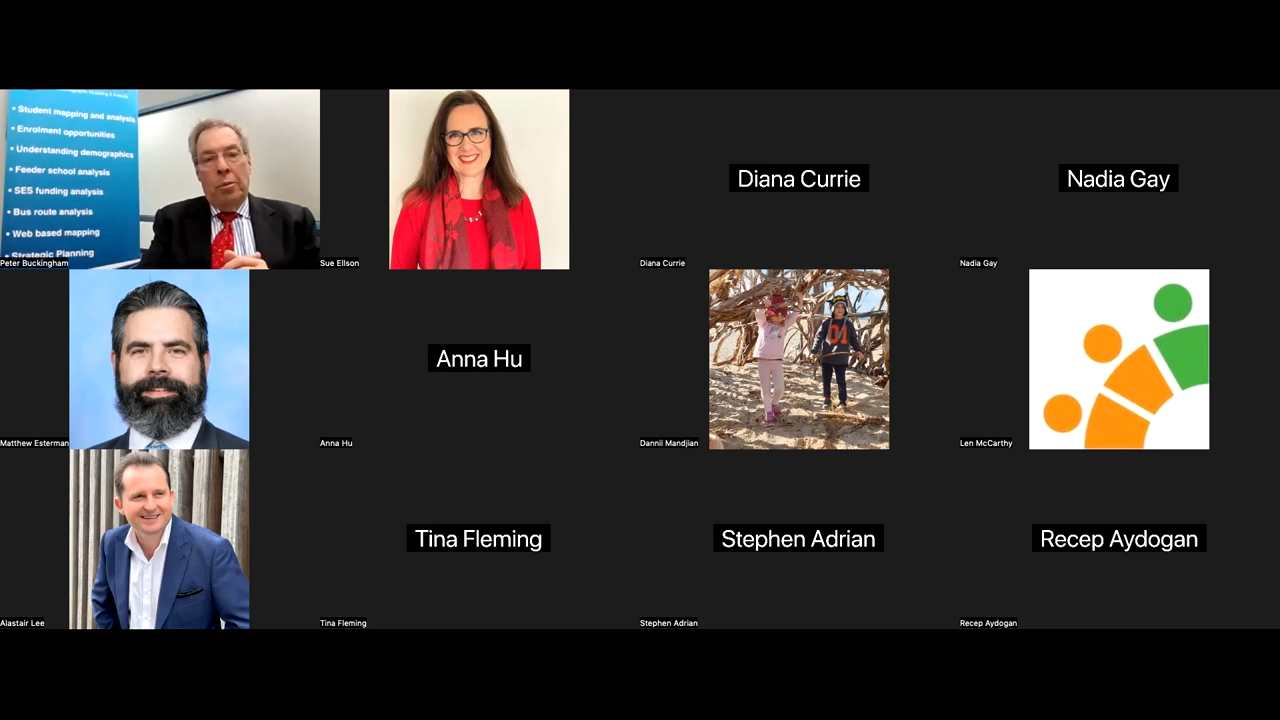 • Student mapping and analysis
• Enrolment opportunities
• Understanding demographics
• Feeder school analysis
• SES funding analysis
• Bus route analysis
• Web based mapping
• Strategic Planning
Peter Buckingham
Sue Ellson
Diana Currie
Diana Currie
Nadia Gay
Nadia Gay
Matthew Esterman
Anna Hu
Anna Hu
01
Dannii Mandjian
Len McCarthy
Alastair Lee
Tina Fleming
Tina Fleming
Stephen Adrian
Stephen Adrian
Recep Aydogan
Recep Aydogan